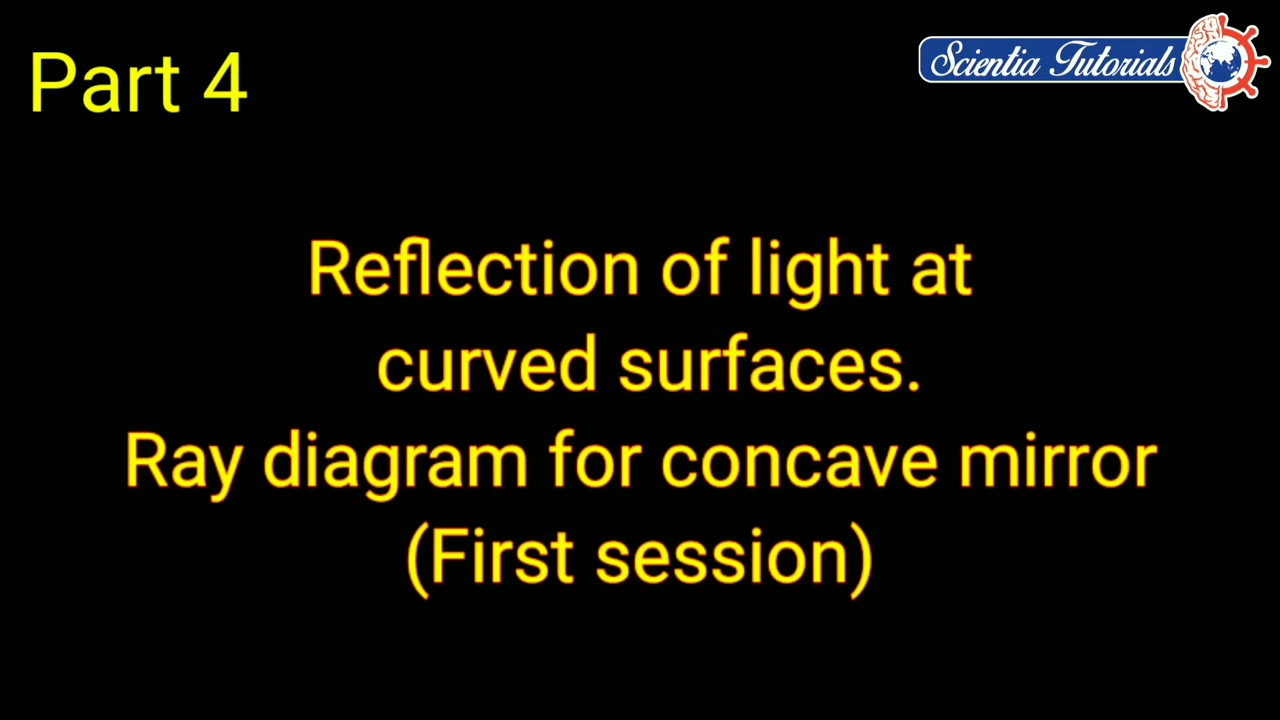 Part 4
Scientia Tutorials
Reflection of light at
curved surfaces.
Ray diagram for concave mirror
(First session)